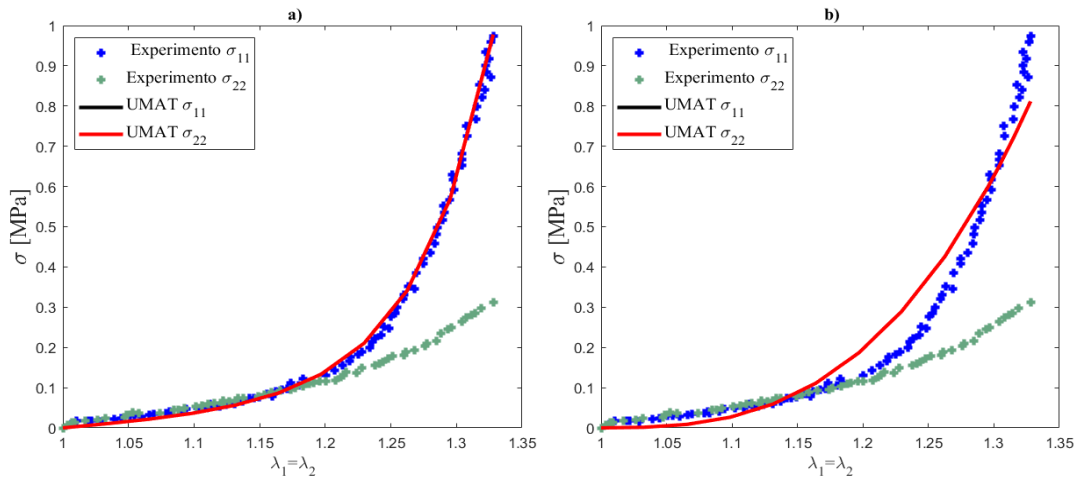 a)
1
0.9
0.8
0.7
0.6
0.5
0.4
0.3
0.2
0.1
0
σ [MPa]
Experimento σ₁₁
Experimento σ₂₂
UMAT σ₁₁
UMAT σ₂₂
1 1.05 1.1 1.15 1.2 1.25 1.3 1.35
λ₁=λ₂
b)
1
0.9
0.8
0.7
0.6
0.5
0.4
0.3
0.2
0.1
0
σ [MPa]
Experimento σ₁₁
Experimento σ₂₂
UMAT σ₁₁
UMAT σ₂₂
1 1.05 1.1 1.15 1.2 1.25 1.3 1.35
λ₁=λ₂